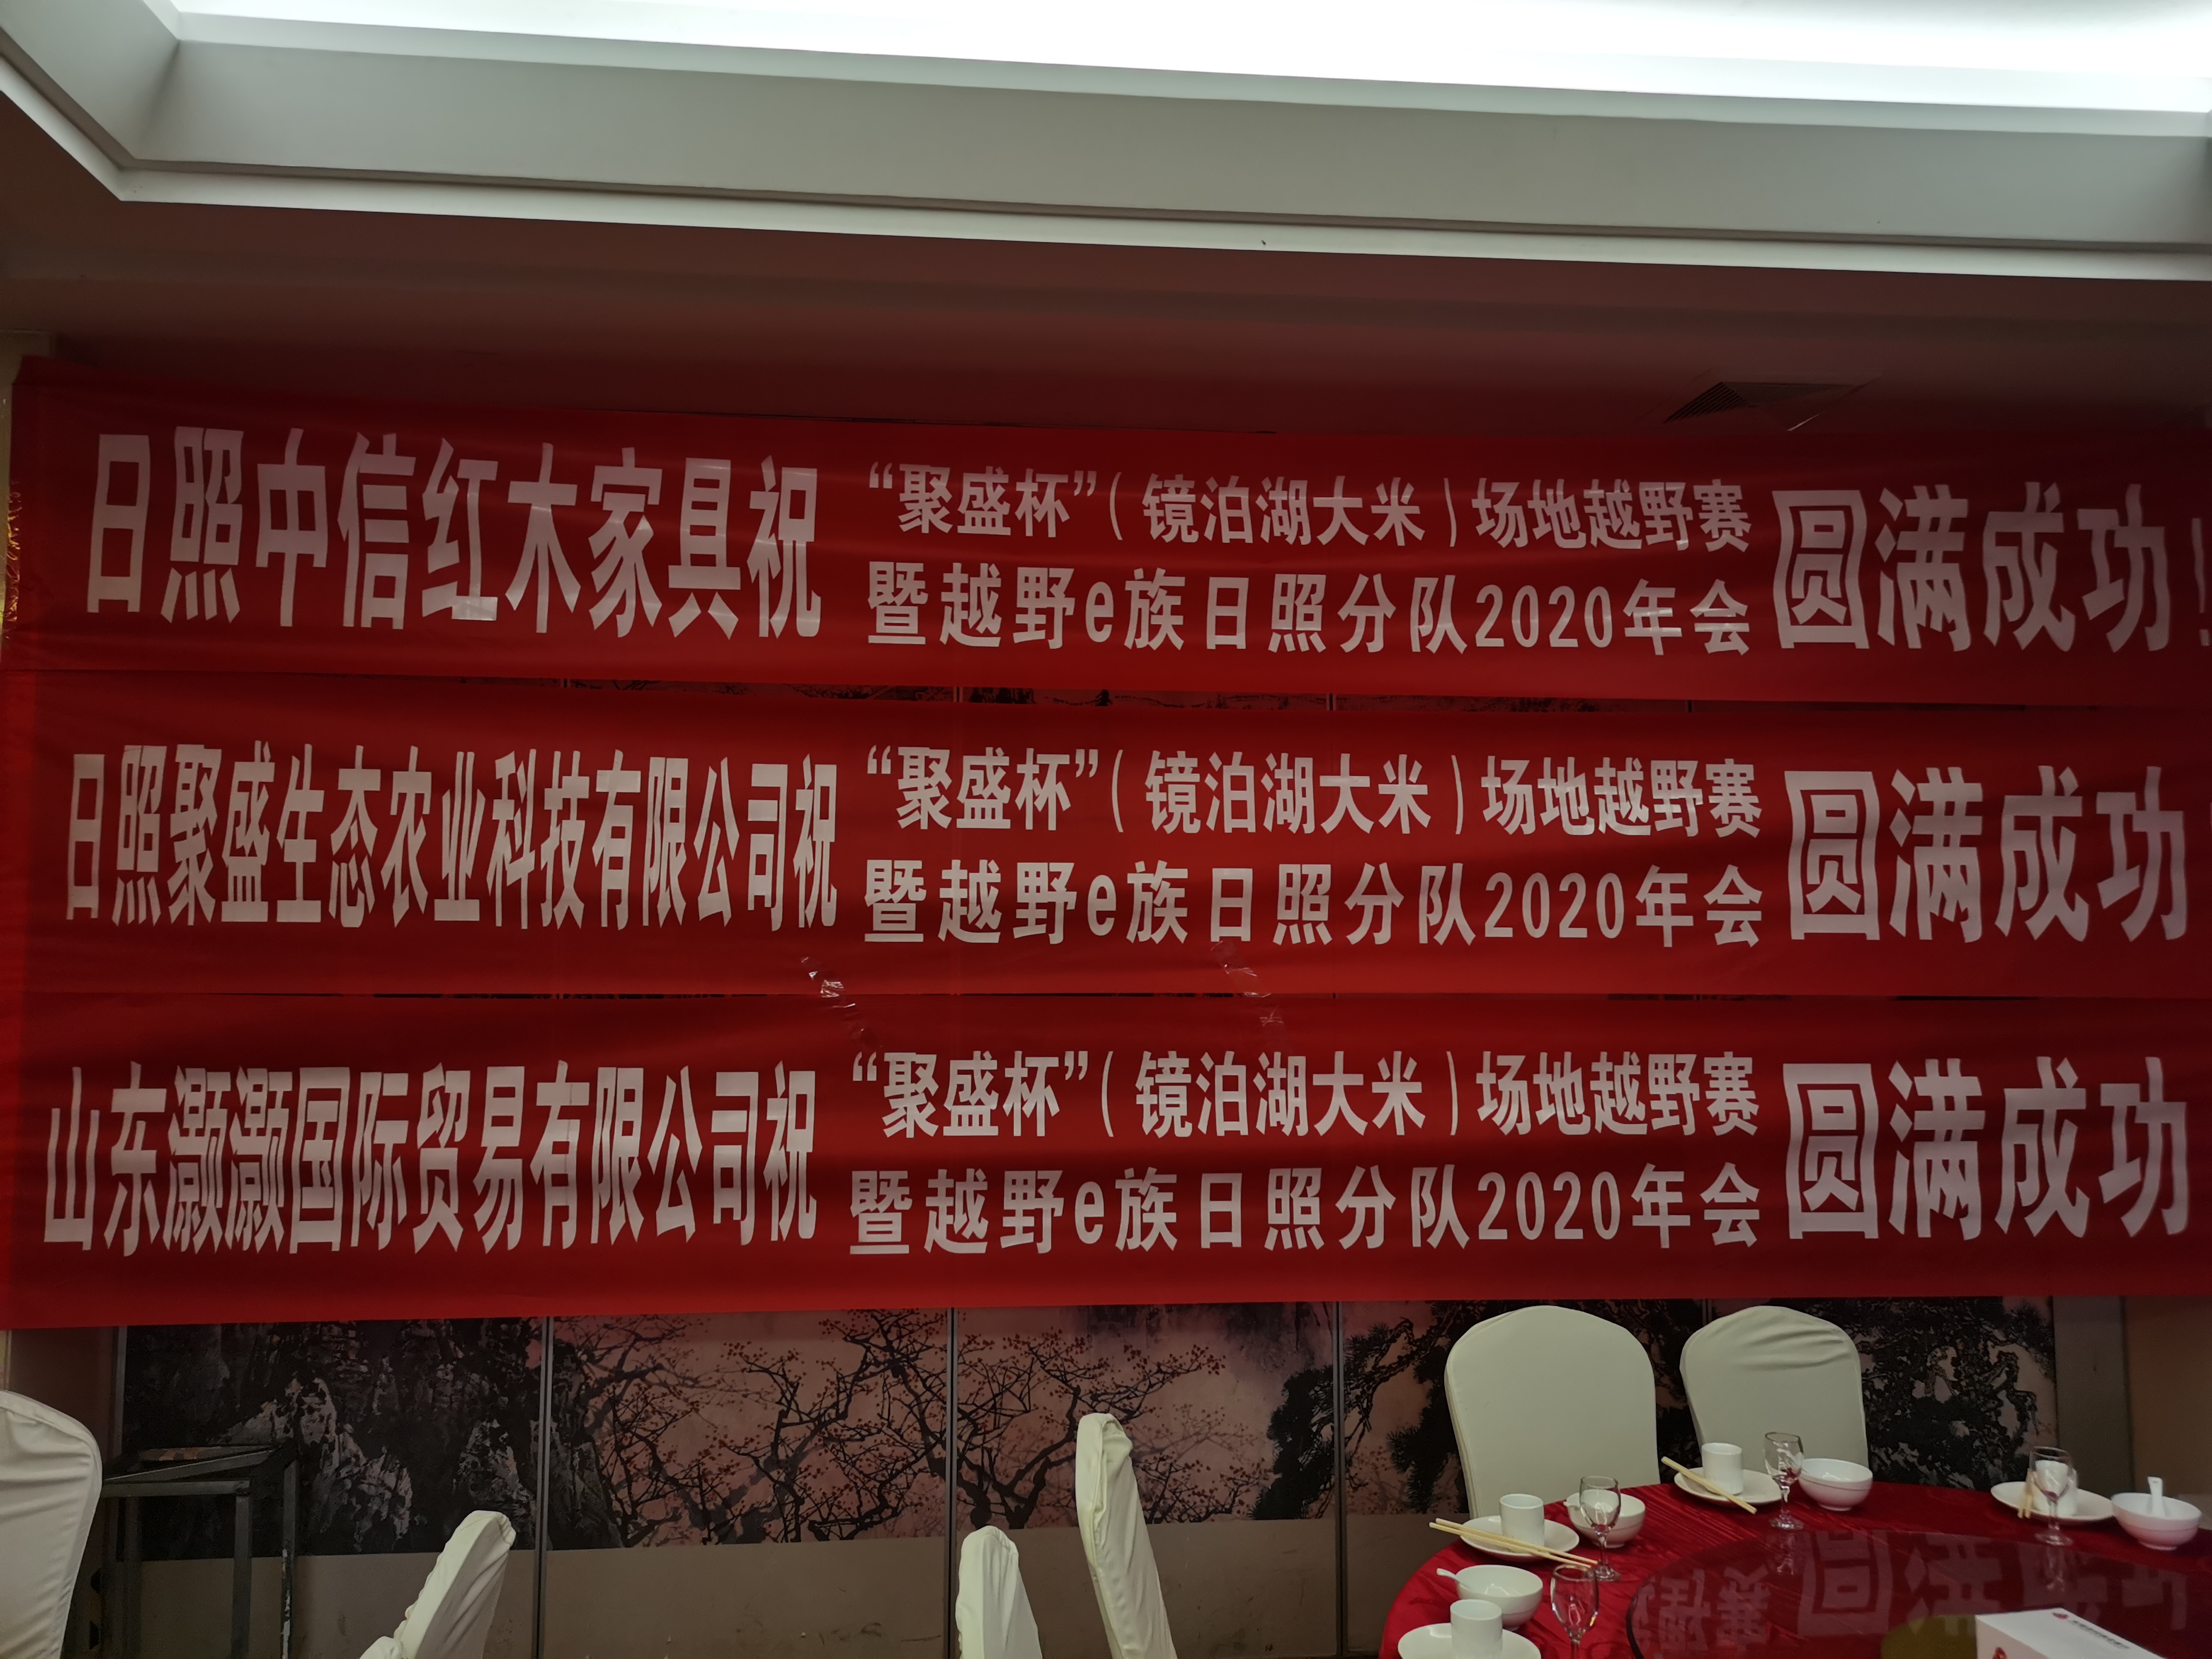 日照中信红木家具祝
“聚盛杯”(镜泊湖大米)场地越野赛
暨越野e族日照分队2020年会
圆满成功!
日照聚盛生态农业科技有限公司祝
“聚盛杯”(镜泊湖大米)场地越野赛
暨越野e族日照分队2020年会
圆满成功
山东灏灏国际贸易有限公司祝
“聚盛杯”(镜泊湖大米)场地越野赛
暨越野e族日照分队2020年会
圆满成功